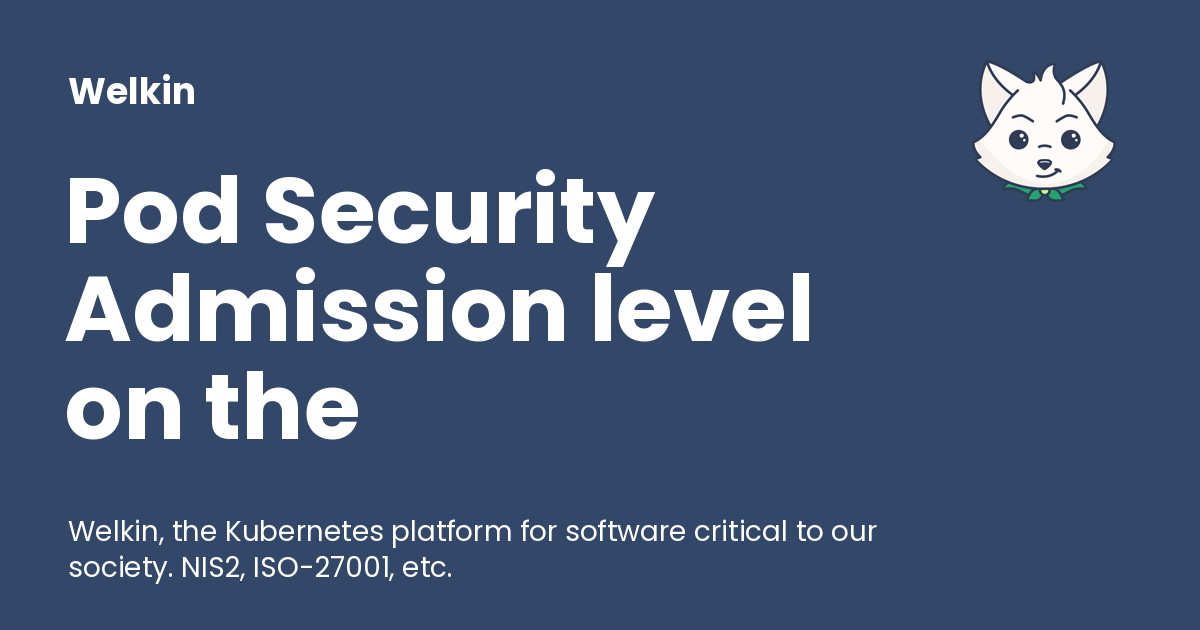 Welkin
Pod Security
Admission level
on the
Welkin, the Kubernetes platform for software critical to our
society. NIS2, ISO-27001, etc.